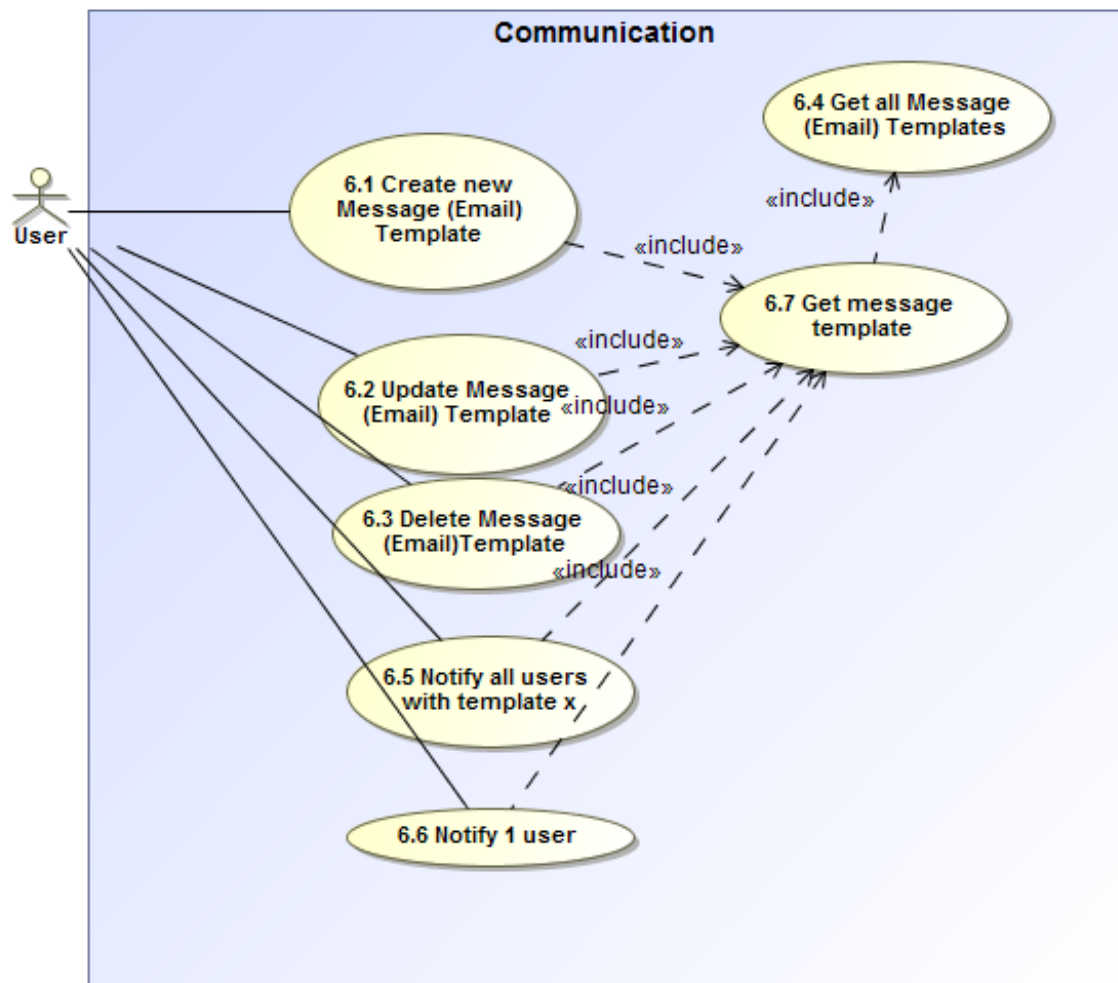 Communication
6.4 Get all Message
(Email) Templates
6.1 Create new
Message (Email)
Template
«include»
User
«include»
6.7 Get message
template
«include»
6.2 Update Message
(Email) Template
«include»
«include»
6.3 Delete Message
(Email)Template
«include»
6.5 Notify all users
with template x
6.6 Notify 1 user